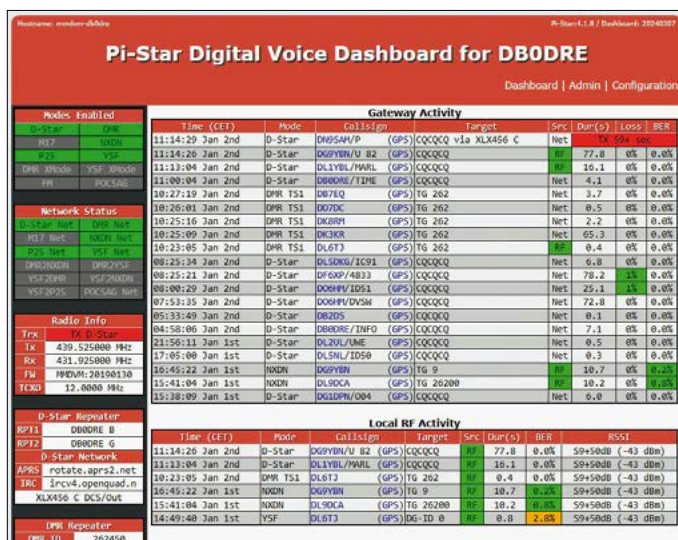 Hostname: mmdvm-db0dre
Pi-Star:4.1.8 / Dashboard: 20240307
Pi-Star Digital Voice Dashboard for DB0DRE
Dashboard | Admin | Configuration
Modes Enabled
D-Star DMR
M17 NXDN
P25 YSF
DMR XMode YSF XMode
FM POCSAG
Network Status
D-Star Net DMR Net
M17 Net NXDN Net
P25 Net YSF Net
DMR2NXDN DMR2YSF
YSF2DMR YSF2NXDN
YSF2P25 POCSAG Net
Radio Info
Trx TX D-Star
Tx 439.525000 MHz
Rx 431.925000 MHz
FW MMDVM:20190130
TCXO 12.0000 MHz
D-Star Repeater
RPT1 DB0DRE B
RPT2 DB0DRE G
D-Star Network
APRS rotate.aprs2.net
IRC ircv4.openquad.n
XLX456 C DCS/Out
DMR Repeater
DMR ID 262450
Gateway Activity
Time (CET) Mode Callsign Target Src Dur(s) Loss BER
11:14:29 Jan 2nd D-Star DN9SAM/P (GPS) CQCQCQ via XLX456 C Net TX 59+ sec
11:14:26 Jan 2nd D-Star DG9YBN/U 82 (GPS) CQCQCQ RF 77.8 0% 0.0%
11:13:04 Jan 2nd D-Star DL1YBL/MARL (GPS) CQCQCQ RF 16.1 0% 0.0%
11:00:04 Jan 2nd D-Star DB0DRE/TIME (GPS) CQCQCQ Net 4.1 0% 0.0%
10:27:19 Jan 2nd DMR TS1 DB7EQ (GPS) TG 262 Net 3.7 0% 0.0%
10:26:01 Jan 2nd DMR TS1 DD7DC (GPS) TG 262 Net 0.5 0% 0.0%
10:25:16 Jan 2nd DMR TS1 DK8RM (GPS) TG 262 Net 2.2 0% 0.0%
10:25:09 Jan 2nd DMR TS1 DK3KR (GPS) TG 262 Net 65.3 0% 0.0%
10:23:05 Jan 2nd DMR TS1 DL6TJ (GPS) TG 262 RF 0.4 0% 0.0%
08:25:34 Jan 2nd D-Star DL5DKG/IC91 (GPS) CQCQCQ Net 6.8 0% 0.0%
08:25:21 Jan 2nd D-Star DF6XP/4833 (GPS) CQCQCQ Net 78.2 1% 0.0%
08:00:29 Jan 2nd D-Star DO6HM/ID51 (GPS) CQCQCQ Net 25.1 1% 0.0%
07:53:35 Jan 2nd D-Star DO6HM/DVSW (GPS) CQCQCQ Net 72.8 0% 0.0%
05:33:49 Jan 2nd D-Star DB2DS (GPS) CQCQCQ Net 0.1 0% 0.0%
04:58:06 Jan 2nd D-Star DB0DRE/INFO (GPS) CQCQCQ Net 7.1 0% 0.0%
21:56:11 Jan 1st D-Star DL2UL/UWE (GPS) CQCQCQ Net 0.5 0% 0.0%
17:05:00 Jan 1st D-Star DL5NL/ID50 (GPS) CQCQCQ Net 0.3 0% 0.0%
16:45:22 Jan 1st NXDN DG9YBN (GPS) TG 9 RF 10.7 0% 0.2%
15:41:04 Jan 1st NXDN DL9DCA (GPS) TG 26200 RF 10.2 0% 0.8%
15:38:09 Jan 1st D-Star DG1DPN/O04 (GPS) CQCQCQ Net 6.0 0% 0.0%
Local RF Activity
Time (CET) Mode Callsign Target Src Dur(s) BER RSSI
11:14:26 Jan 2nd D-Star DG9YBN/U 82 (GPS) CQCQCQ RF 77.8 0.0% S9+50dB (-43 dBm)
11:13:04 Jan 2nd D-Star DL1YBL/MARL (GPS) CQCQCQ RF 16.1 0.0% S9+50dB (-43 dBm)
10:23:05 Jan 2nd DMR TS1 DL6TJ (GPS) TG 262 RF 0.4 0.0% S9+50dB (-43 dBm)
16:45:22 Jan 1st NXDN DG9YBN (GPS) TG 9 RF 10.7 0.2% S9+50dB (-43 dBm)
15:41:04 Jan 1st NXDN DL9DCA (GPS) TG 26200 RF 10.2 0.8% S9+50dB (-43 dBm)
14:49:40 Jan 1st YSF DL6TJ (GPS) DG-ID 0 RF 0.8 2.8% S9+50dB (-43 dBm)